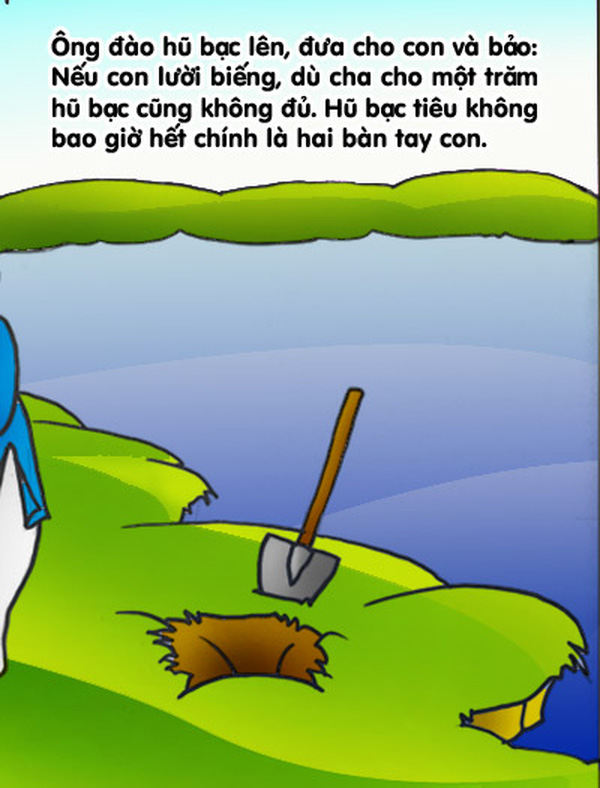 Ông đào hũ bạc lên, đưa cho con và bảo:
Nếu con lười biếng, dù cha cho một trăm
hũ bạc cũng không đủ. Hũ bạc tiêu không
bao giờ hết chính là hai bàn tay con.